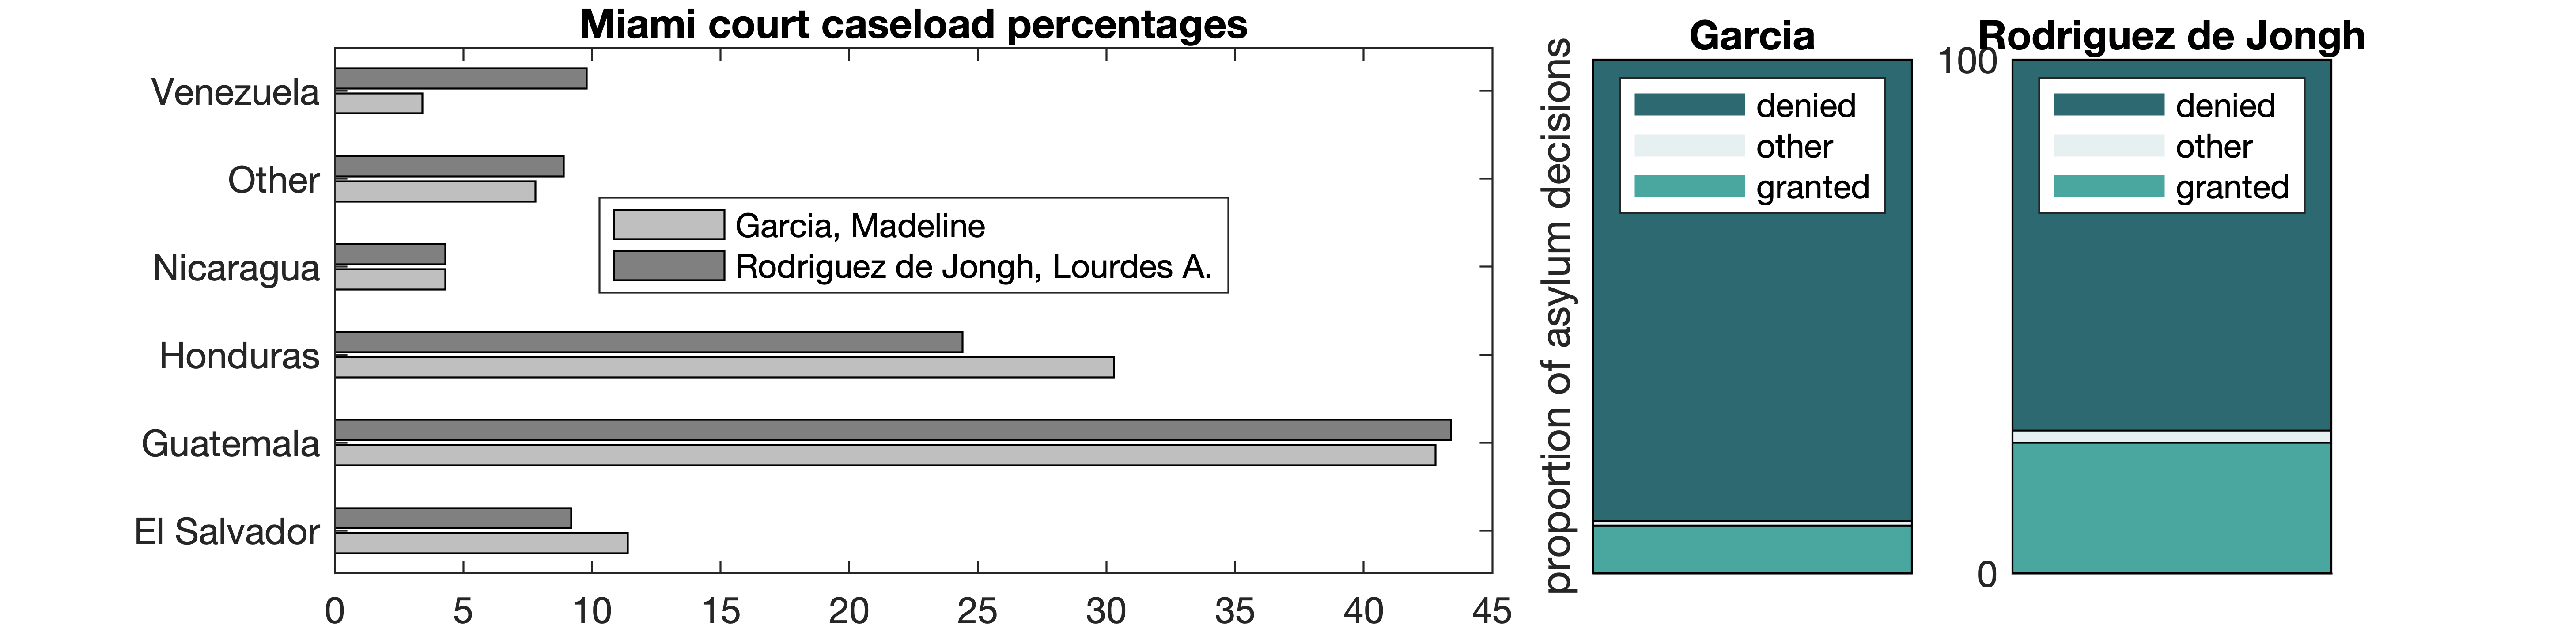 Miami court caseload percentages
Venezuela
Other
Nicaragua
Honduras
Guatemala
El Salvador
Garcia, Madeline
Rodriguez de Jongh, Lourdes A.
0 5 10 15 20 25 30 35 40 45
proportion of asylum decisions
Garcia
denied
other
granted
Rodriguez de Jongh
100
denied
other
granted
0